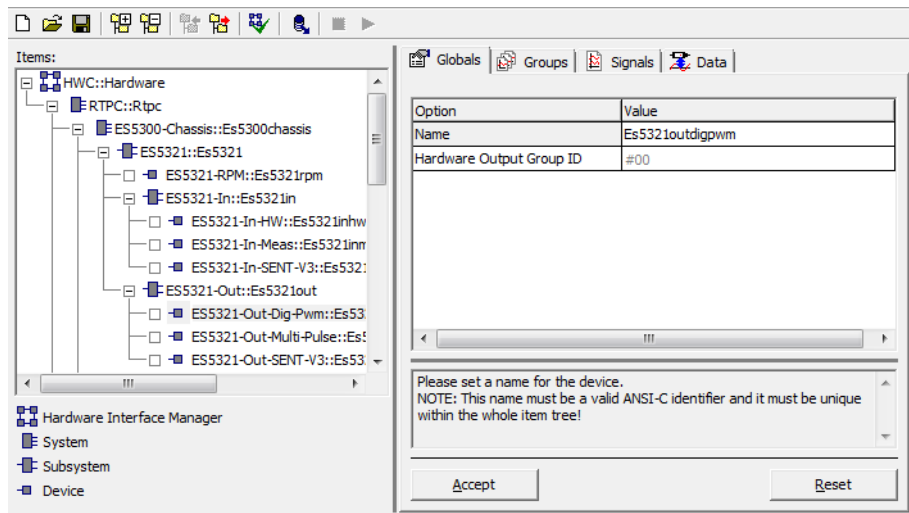 Items:
HWC::Hardware
RTPC::Rtpc
ES5300-Chassis::Es5300chassis
ES5321::Es5321
ES5321-RPM::Es5321rpm
ES5321-In::Es5321in
ES5321-In-HW::Es5321inhw
ES5321-In-Meas::Es5321inm
ES5321-In-SENT-V3::Es5321
ES5321-Out::Es5321out
ES5321-Out-Dig-Pwm::Es53
ES5321-Out-Multi-Pulse::Es5
ES5321-Out-SENT-V3::Es53
Hardware Interface Manager
System
Subsystem
Device
Globals Groups Signals Data
Option Value
Name Es5321outdigpwm
Hardware Output Group ID #00
Please set a name for the device.
NOTE: This name must be a valid ANSI-C identifier and it must be unique
within the whole item tree!
Accept Reset